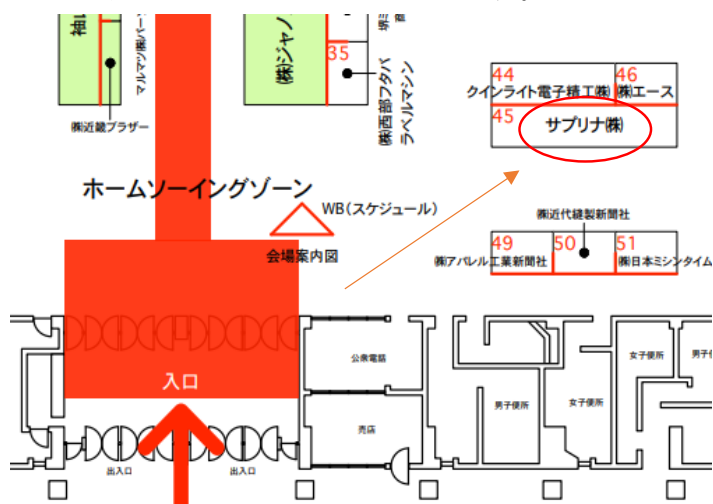 袖山
マルマツ㈱パーツ
㈱近畿ブラザー
㈱ジャノ
35
㈱西部フタバ
ラベルマシン
44
クインライト電子精工㈱
46
㈱エース
45
サプリナ㈱
ホームソーイングゾーン
WB(スケジュール)
会場案内図
㈱近代縫製新聞社
49
㈱アパレル工業新聞社
50
51
㈱日本ミシンタイム
入口
出入口
出入口
公衆電話
売店
男子便所
女子便所
女子便所
男子便